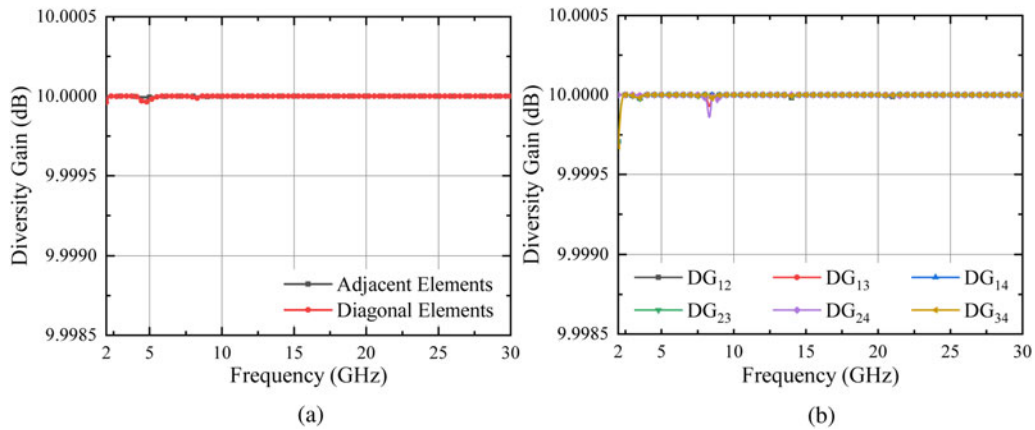 10.0005
10.0000
9.9995
9.9990
9.9985
Diversity Gain (dB)
Adjacent Elements
Diagonal Elements
2 5 10 15 20 25 30
Frequency (GHz)
(a)
10.0005
10.0000
9.9995
9.9990
9.9985
Diversity Gain (dB)
DG12 DG13 DG14
DG23 DG24 DG34
2 5 10 15 20 25 30
Frequency (GHz)
(b)